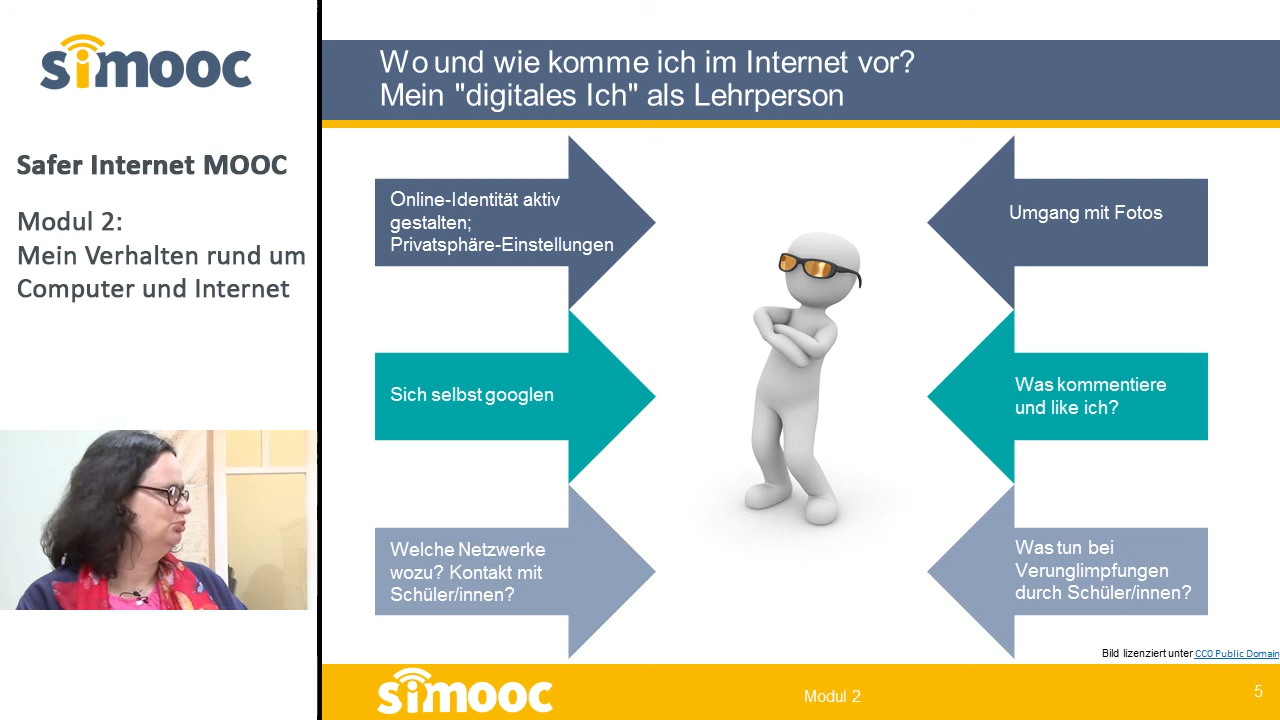 simooc
Safer Internet MOOC
Modul 2:
Mein Verhalten rund um
Computer und Internet
Wo und wie komme ich im Internet vor?
Mein "digitales Ich" als Lehrperson
Online-Identität aktiv
gestalten;
Privatsphäre-Einstellungen
Umgang mit Fotos
Sich selbst googlen
Was kommentiere
und like ich?
Welche Netzwerke
wozu? Kontakt mit
Schüler/innen?
Was tun bei
Verunglimpfungen
durch Schüler/innen?
Bild lizenziert unter CC0 Public Domain
simooc
Modul 2
5